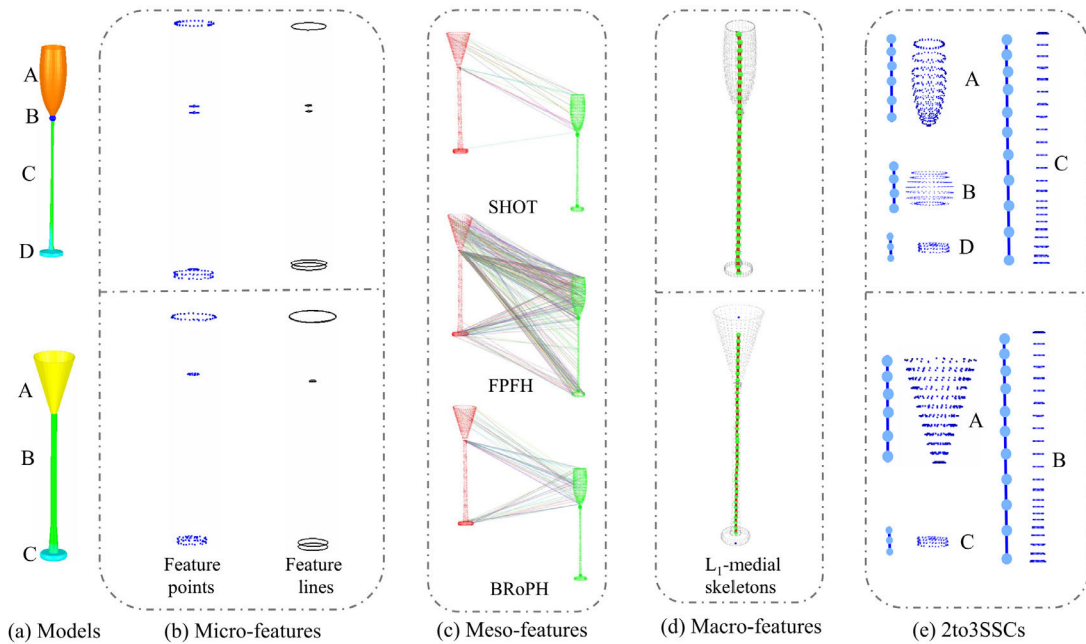 A
B
C
D
A
B
C
Feature
points
Feature
lines
SHOT
FPFH
BRoPH
L₁-medial
skeletons
A
B
C
D
A
B
C
(a) Models
(b) Micro-features
(c) Meso-features
(d) Macro-features
(e) 2to3SSCs